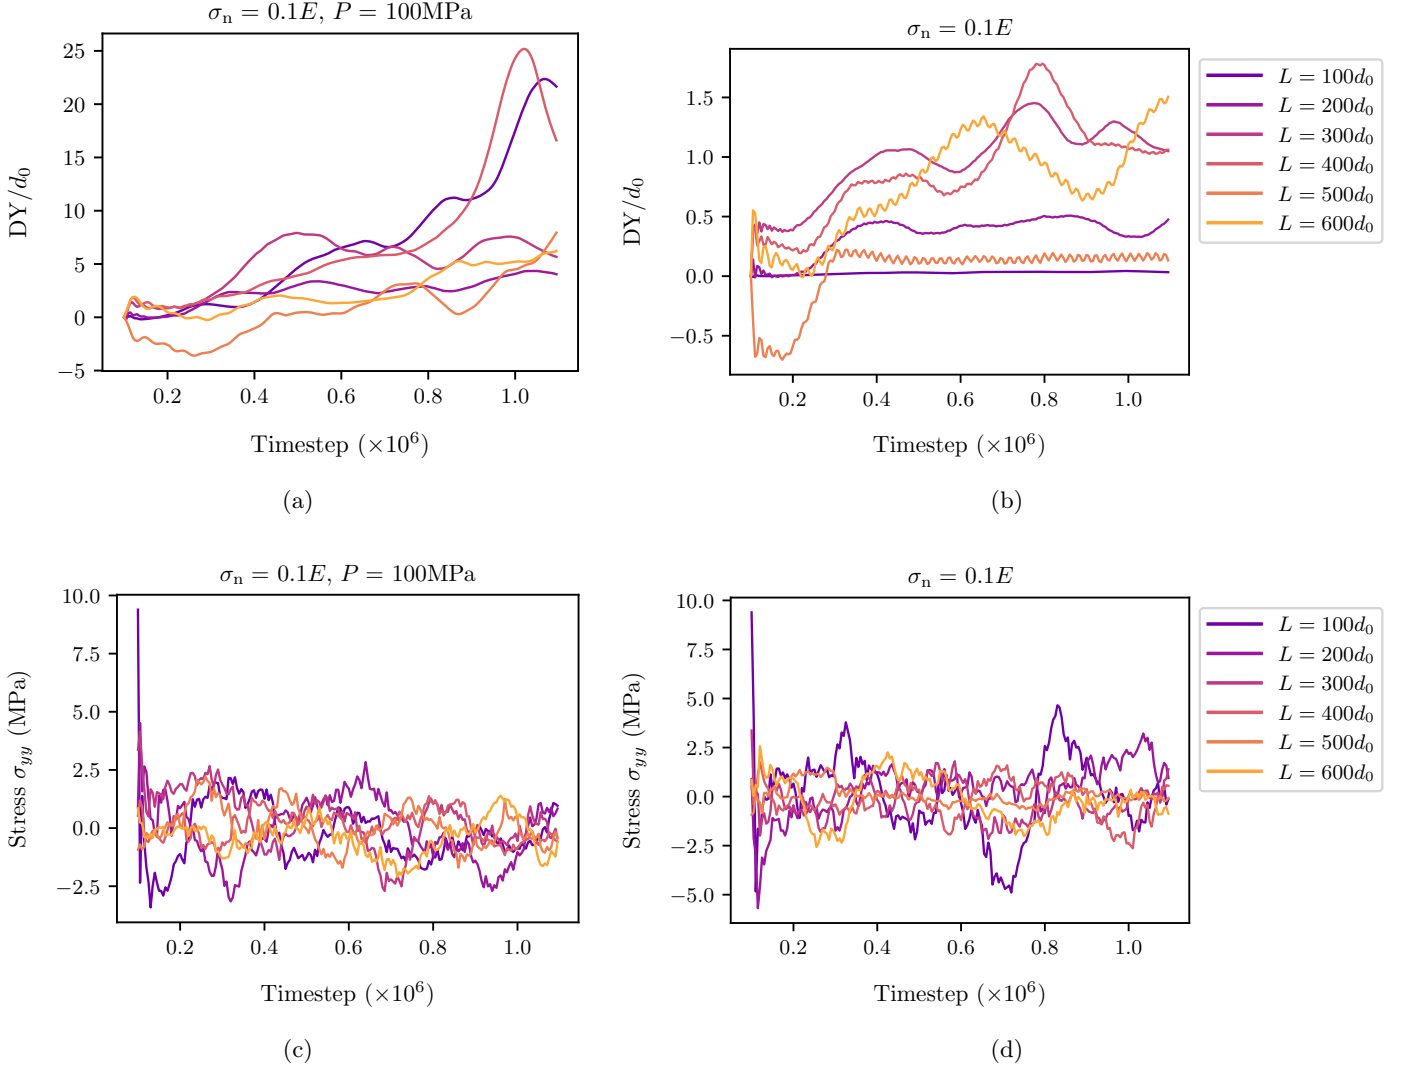 σn = 0.1E, P = 100MPa
DY/d0
25
20
15
10
5
0
−5
0.2 0.4 0.6 0.8 1.0
Timestep (×10^6)
(a)
σn = 0.1E
DY/d0
1.5
1.0
0.5
0.0
−0.5
0.2 0.4 0.6 0.8 1.0
Timestep (×10^6)
(b)
L = 100d0
L = 200d0
L = 300d0
L = 400d0
L = 500d0
L = 600d0
σn = 0.1E, P = 100MPa
Stress σyy (MPa)
10.0
7.5
5.0
2.5
0.0
−2.5
0.2 0.4 0.6 0.8 1.0
Timestep (×10^6)
(c)
σn = 0.1E
Stress σyy (MPa)
10.0
7.5
5.0
2.5
0.0
−2.5
−5.0
0.2 0.4 0.6 0.8 1.0
Timestep (×10^6)
(d)
L = 100d0
L = 200d0
L = 300d0
L = 400d0
L = 500d0
L = 600d0